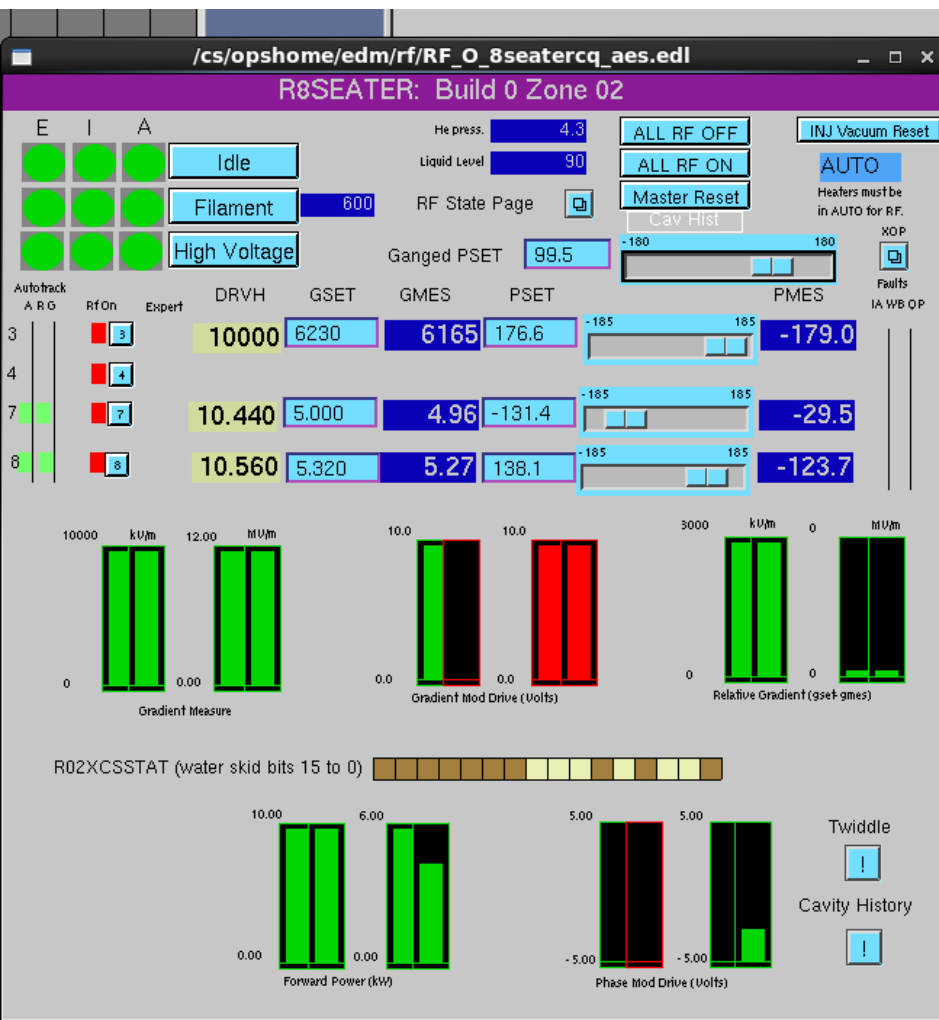 /cs/opshome/edm/rf/RF_O_8seatercq_aes.edl
R8SEATER: Build 0 Zone 02
E I A
He press. 4.3
ALL RF OFF
INJ Vacuum Reset
Idle
Liquid Level 90
ALL RF ON
AUTO
Filament 600
RF State Page
Master Reset
Heaters must be
in AUTO for RF.
Cav Hist
XOP
High Voltage
Ganged PSET 99.5
-180 180
Faults
Autotrack
A R G
Rf On
Expert
DRVH GSET GMES PSET PMES
IA WB QP
3 3 10000 6230 6165 176.6 -185 185 -179.0
4 4
7 7 10.440 5.000 4.96 -131.4 -185 185 -29.5
8 8 10.560 5.320 5.27 138.1 -185 185 -123.7
10000 kV/m 12.00 MV/m
0 0.00
Gradient Measure
10.0 10.0
0.0 0.0
Gradient Mod Drive (Volts)
3000 kV/m 0 MV/m
0 0
Relative Gradient (gset-gmes)
R02XCSSTAT (water skid bits 15 to 0)
10.00 6.00
0.00 0.00
Forward Power (kW)
5.00 5.00
-5.00 -5.00
Phase Mod Drive (Volts)
Twiddle
!
Cavity History
!